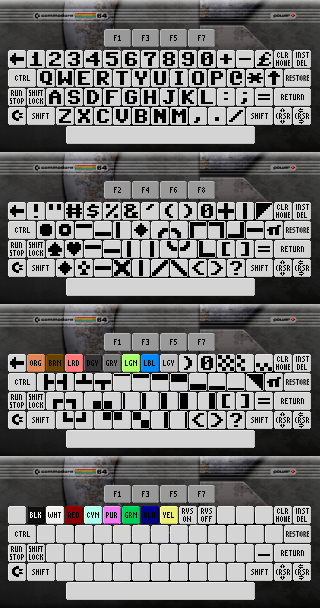 commodore 64 power
F1 F3 F5 F7
← 1 2 3 4 5 6 7 8 9 0 + - £ CLR HOME INST DEL
CTRL Q W E R T Y U I O P @ * ↑ RESTORE
RUN STOP SHIFT LOCK A S D F G H J K L : ; = RETURN
C= SHIFT Z X C V B N M , . / SHIFT CRSR CRSR
commodore 64 power
F2 F4 F6 F8
← ! " # $ % & ' ( ) 0 + | ◤ CLR HOME INST DEL
CTRL π RESTORE
RUN STOP SHIFT LOCK [ ] = RETURN
C= SHIFT < > ? SHIFT CRSR CRSR
commodore 64 power
F1 F3 F5 F7
← ORG BRN LRD DGY GRY LGN LBL LGY ) 0 CLR HOME INST DEL
CTRL π RESTORE
RUN STOP SHIFT LOCK [ ] = RETURN
C= SHIFT < > ? SHIFT CRSR CRSR
commodore 64 power
F1 F3 F5 F7
BLK WHT RED CYN PUR GRN BLU YEL RVS ON RVS OFF CLR HOME INST DEL
CTRL RESTORE
RUN STOP SHIFT LOCK RETURN
C= SHIFT SHIFT CRSR CRSR